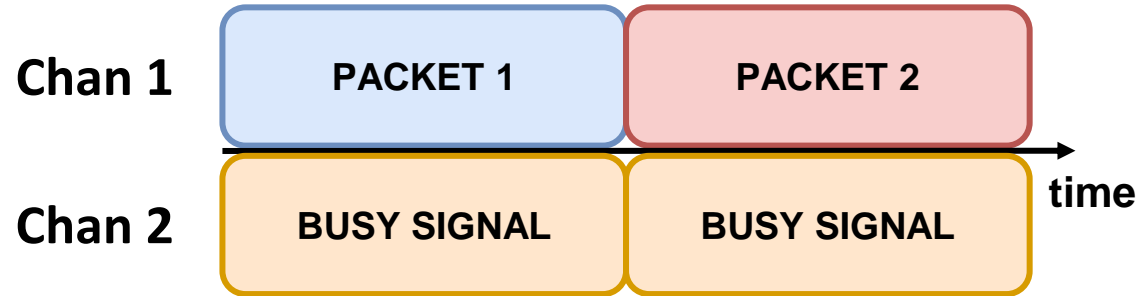 Chan 1
PACKET 1
PACKET 2
time
Chan 2
BUSY SIGNAL
BUSY SIGNAL